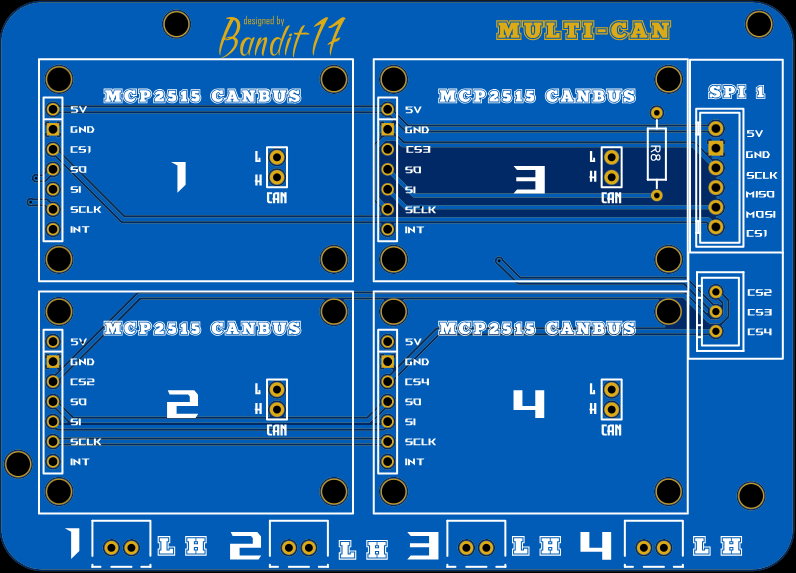 designed by
Bandit 17
MULTI-CAN
MCP2515 CANBUS
5V
GND
CS1
SO
SI
SCLK
INT
1
L
H
CAN
MCP2515 CANBUS
5V
GND
CS3
SO
SI
SCLK
INT
3
L
H
CAN
R8
SPI 1
5V
GND
SCLK
MISO
MOSI
CS1
CS2
CS3
CS4
MCP2515 CANBUS
5V
GND
CS2
SO
SI
SCLK
INT
2
L
H
CAN
MCP2515 CANBUS
5V
GND
CS4
SO
SI
SCLK
INT
4
L
H
CAN
1 L H 2 L H 3 L H 4 L H